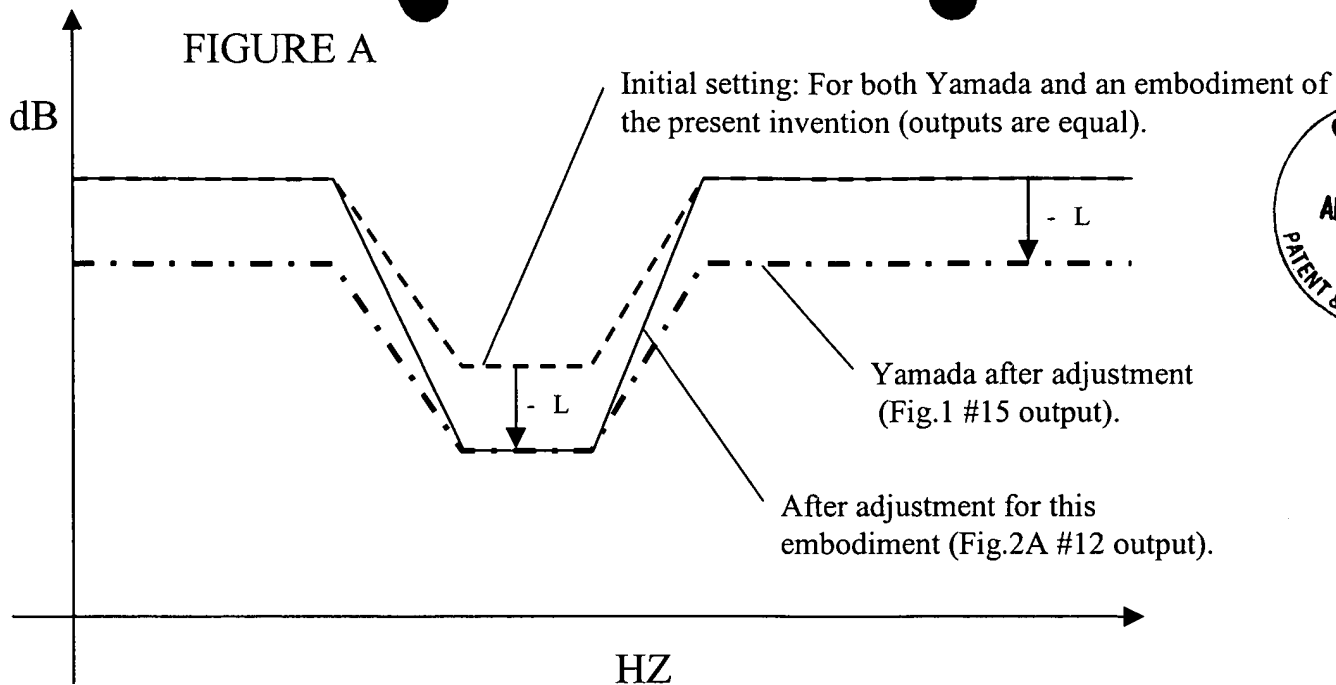 FIGURE A
dB
Initial setting: For both Yamada and an embodiment of
the present invention (outputs are equal).
- L
- L
Yamada after adjustment
(Fig.1 #15 output).
After adjustment for this
embodiment (Fig.2A #12 output).
HZ
PATENT &